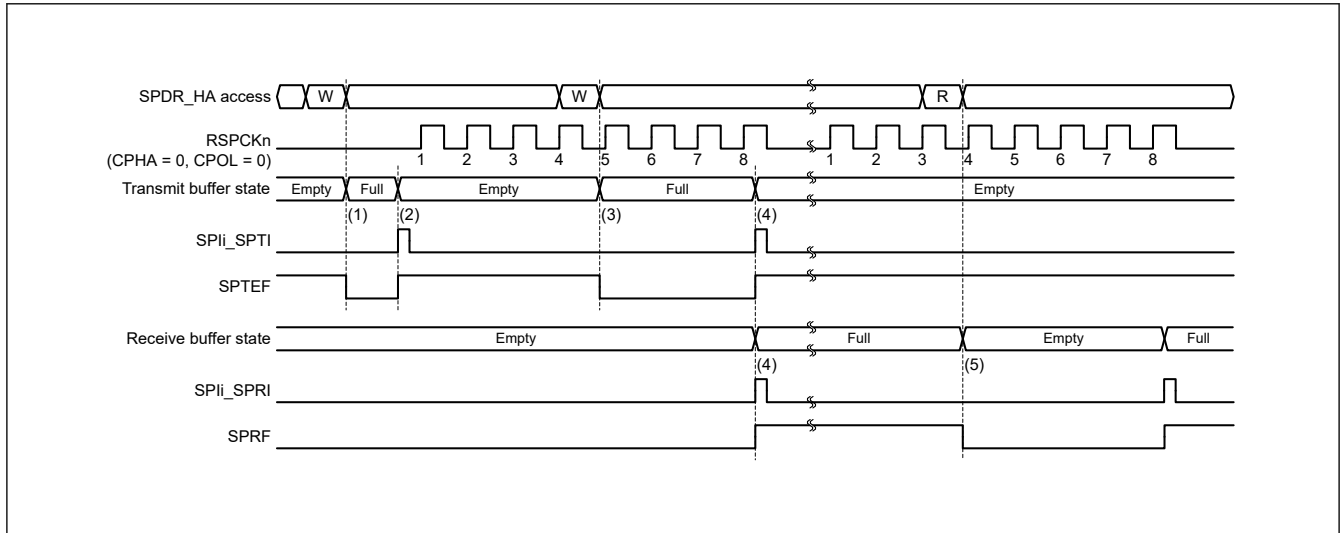 SPDR_HA access W W R
RSPCKn
(CPHA = 0, CPOL = 0)
1 2 3 4 5 6 7 8 1 2 3 4 5 6 7 8
Transmit buffer state Empty Full Empty Full Empty
(1) (2) (3) (4)
SPIi_SPTI
SPTEF
Receive buffer state Empty Full Empty Full
(4) (5)
SPIi_SPRI
SPRF